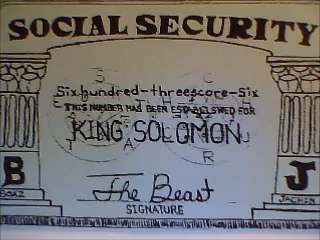 SOCIAL SECURITY
Six hundred-threescore-Six
THIS NUMBER HAS BEEN ESTABLISHED FOR
KING SOLOMON
B J
BOAZ JACHIN
The Beast
SIGNATURE